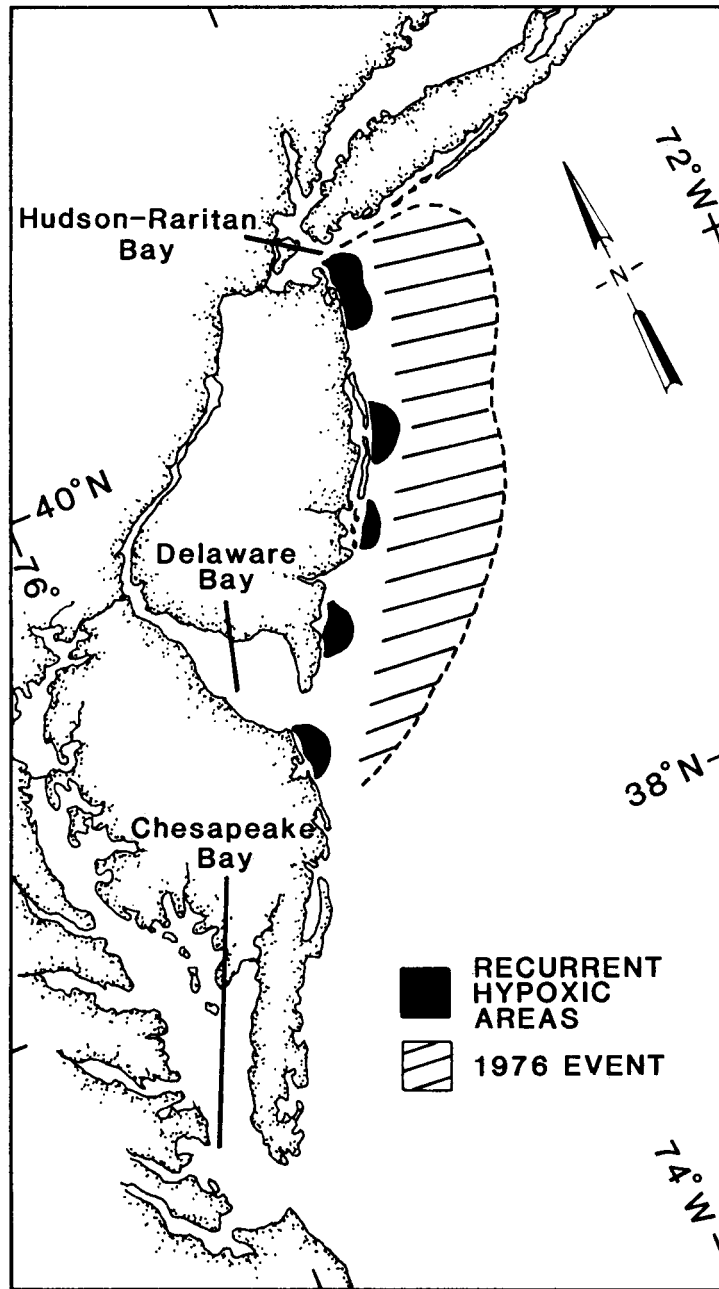 72°W
Hudson-Raritan
Bay
N
40°N
76°
Delaware
Bay
38°N
Chesapeake
Bay
RECURRENT
HYPOXIC
AREAS
1976 EVENT
74°W